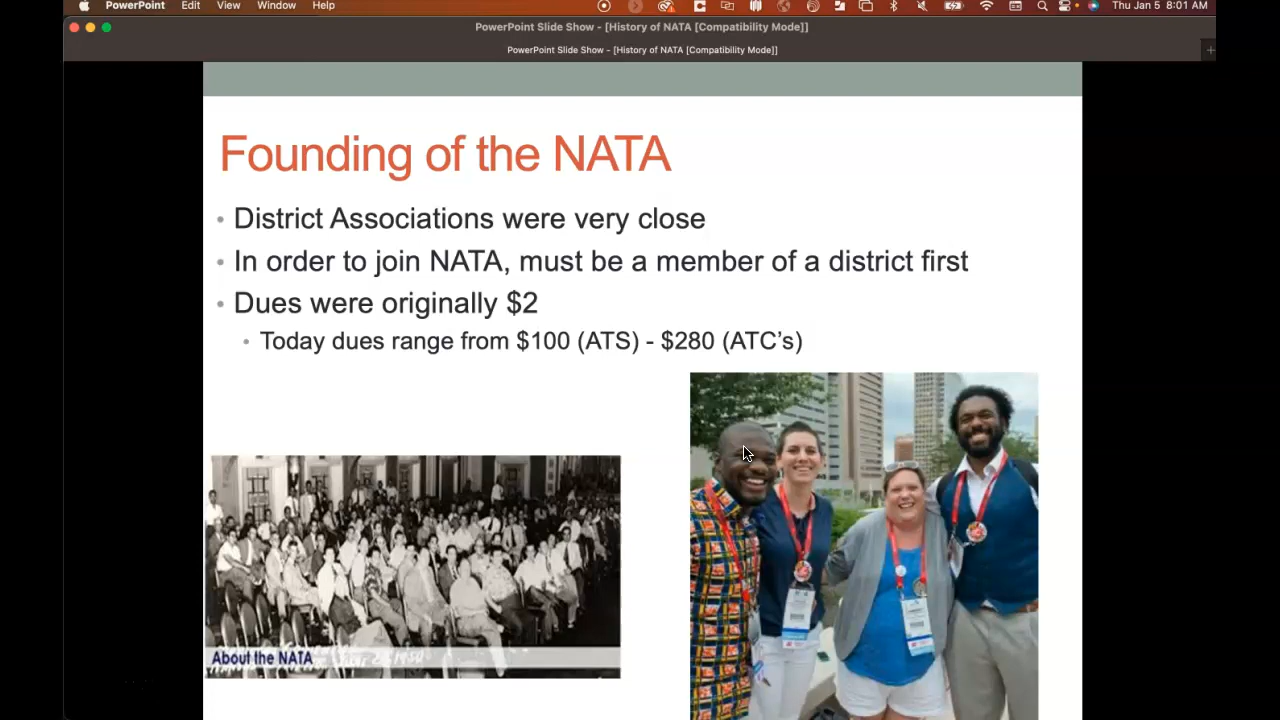 PowerPoint Edit View Window Help Thu Jan 5 8:01 AM
PowerPoint Slide Show - [History of NATA [Compatibility Mode]]
PowerPoint Slide Show - [History of NATA [Compatibility Mode]]
Founding of the NATA
• District Associations were very close
• In order to join NATA, must be a member of a district first
• Dues were originally $2
• Today dues range from $100 (ATS) - $280 (ATC's)
About the NATA